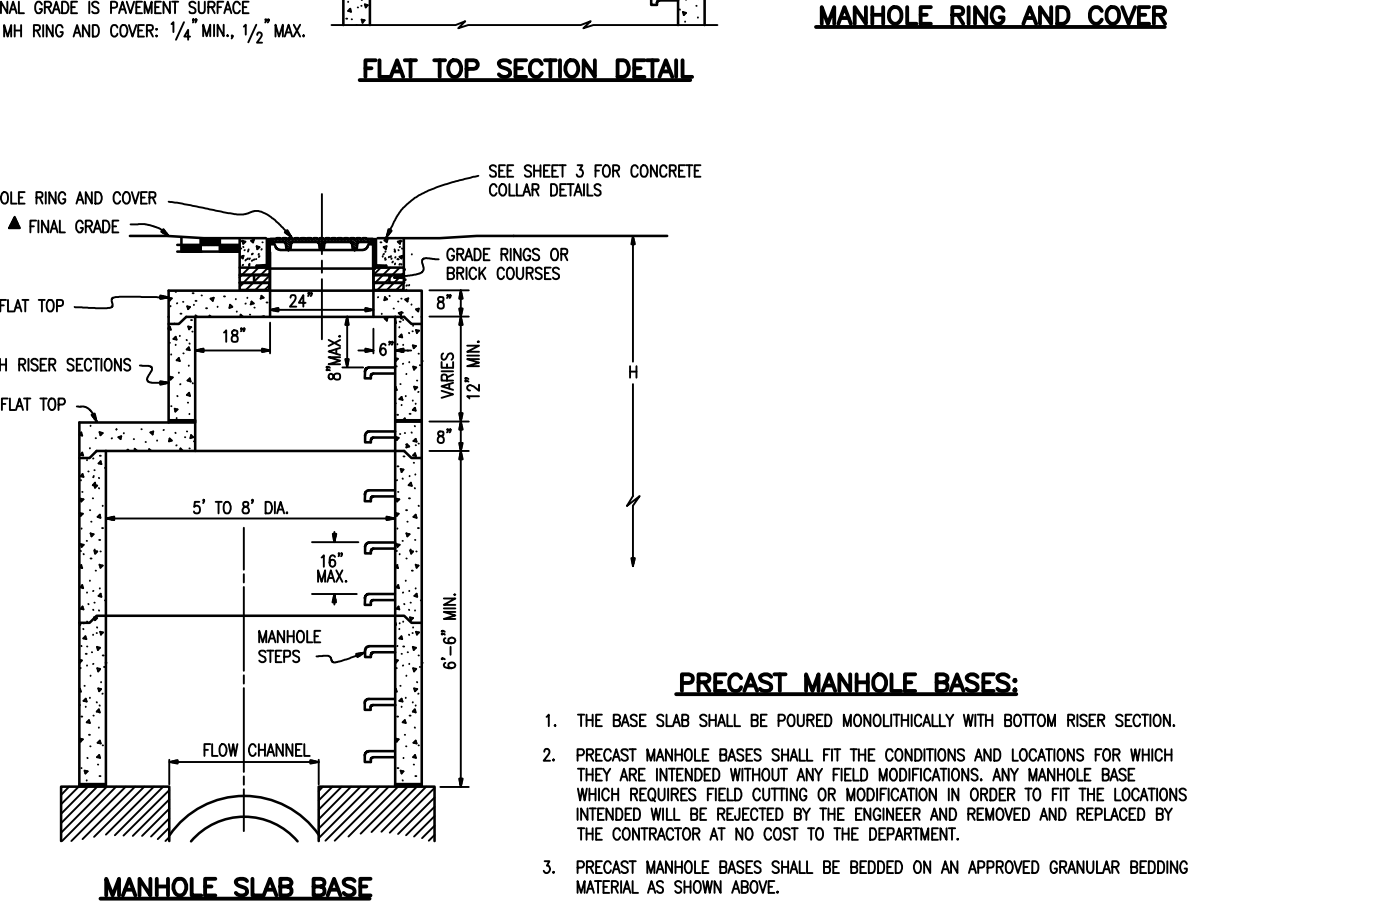 NAL GRADE IS PAVEMENT SURFACE
MH RING AND COVER: 1/4" MIN., 1/2" MAX.
FLAT TOP SECTION DETAIL
MANHOLE RING AND COVER
SEE SHEET 3 FOR CONCRETE
COLLAR DETAILS
OLE RING AND COVER
FINAL GRADE
GRADE RINGS OR
BRICK COURSES
FLAT TOP
24"
8"
18"
8" MAX.
6"
VARIES
12" MIN.
H
H RISER SECTIONS
FLAT TOP
8"
5' TO 8' DIA.
16"
MAX.
6'-6" MIN.
MANHOLE
STEPS
FLOW CHANNEL
MANHOLE SLAB BASE
PRECAST MANHOLE BASES:
1. THE BASE SLAB SHALL BE POURED MONOLITHICALLY WITH BOTTOM RISER SECTION.
2. PRECAST MANHOLE BASES SHALL FIT THE CONDITIONS AND LOCATIONS FOR WHICH
THEY ARE INTENDED WITHOUT ANY FIELD MODIFICATIONS. ANY MANHOLE BASE
WHICH REQUIRES FIELD CUTTING OR MODIFICATION IN ORDER TO FIT THE LOCATIONS
INTENDED WILL BE REJECTED BY THE ENGINEER AND REMOVED AND REPLACED BY
THE CONTRACTOR AT NO COST TO THE DEPARTMENT.
3. PRECAST MANHOLE BASES SHALL BE BEDDED ON AN APPROVED GRANULAR BEDDING
MATERIAL AS SHOWN ABOVE.